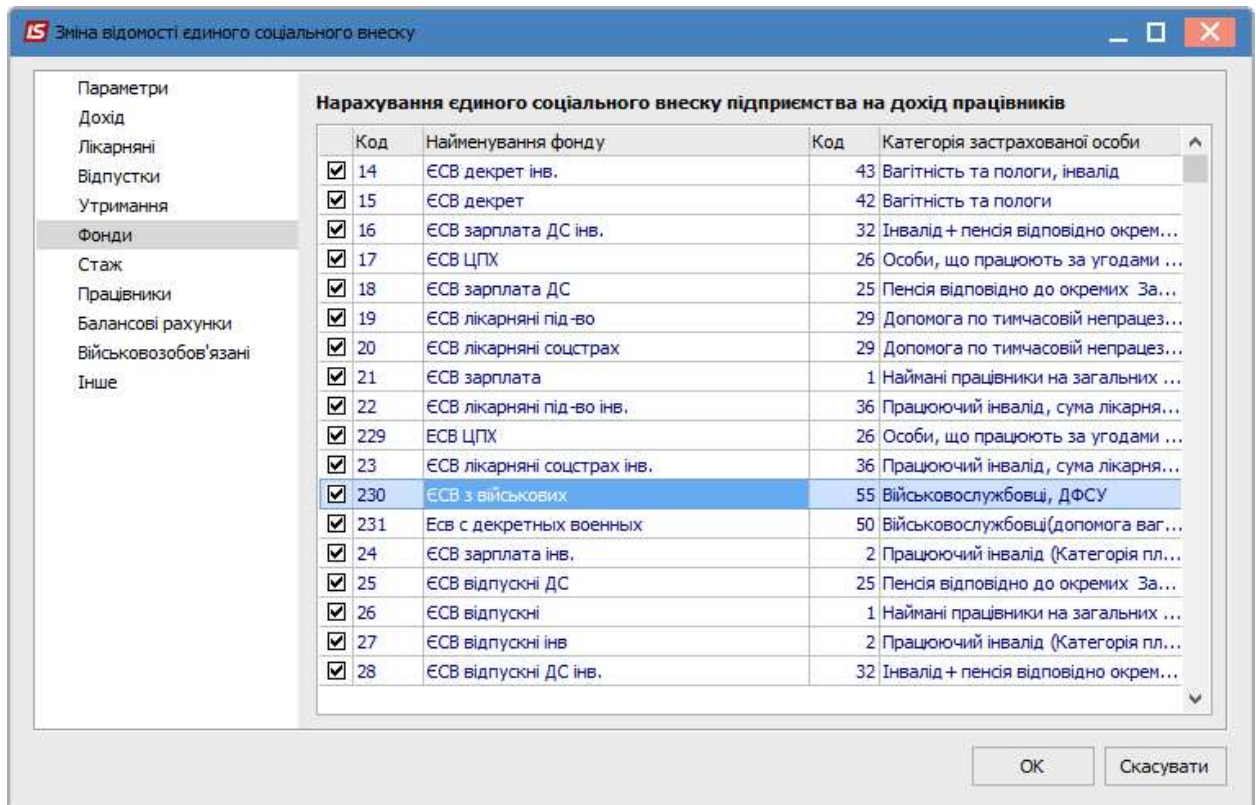 IS Зміна відомості єдиного соціального внеску
Параметри
Дохід
Лікарняні
Відпустки
Утримання
Фонди
Стаж
Працівники
Балансові рахунки
Військовозобов'язані
Інше
Нарахування єдиного соціального внеску підприємства на дохід працівників
Код Найменування фонду Код Категорія застрахованої особи
14 ЄСВ декрет інв. 43 Вагітність та пологи, інвалід
15 ЄСВ декрет 42 Вагітність та пологи
16 ЄСВ зарплата ДС інв. 32 Інвалід+ пенсія відповідно окрем...
17 ЄСВ ЦПХ 26 Особи, що працюють за угодами ...
18 ЄСВ зарплата ДС 25 Пенсія відповідно до окремих За...
19 ЄСВ лікарняні під-во 29 Допомога по тимчасовій непрацез...
20 ЄСВ лікарняні соцстрах 29 Допомога по тимчасовій непрацез...
21 ЄСВ зарплата 1 Наймані працівники на загальних ...
22 ЄСВ лікарняні під-во інв. 36 Працюючий інвалід, сума лікарня...
229 ЕСВ ЦПХ 26 Особи, що працюють за угодами ...
23 ЄСВ лікарняні соцстрах інв. 36 Працюючий інвалід, сума лікарня...
230 ЄСВ з військових 55 Військовослужбовці, ДФСУ
231 Есв с декретных военных 50 Військовослужбовці(допомога ваг...
24 ЄСВ зарплата інв. 2 Працюючий інвалід (Категорія пл...
25 ЄСВ відпускні ДС 25 Пенсія відповідно до окремих За...
26 ЄСВ відпускні 1 Наймані працівники на загальних ...
27 ЄСВ відпускні інв 2 Працюючий інвалід (Категорія пл...
28 ЄСВ відпускні ДС інв. 32 Інвалід+ пенсія відповідно окрем...
OK Скасувати